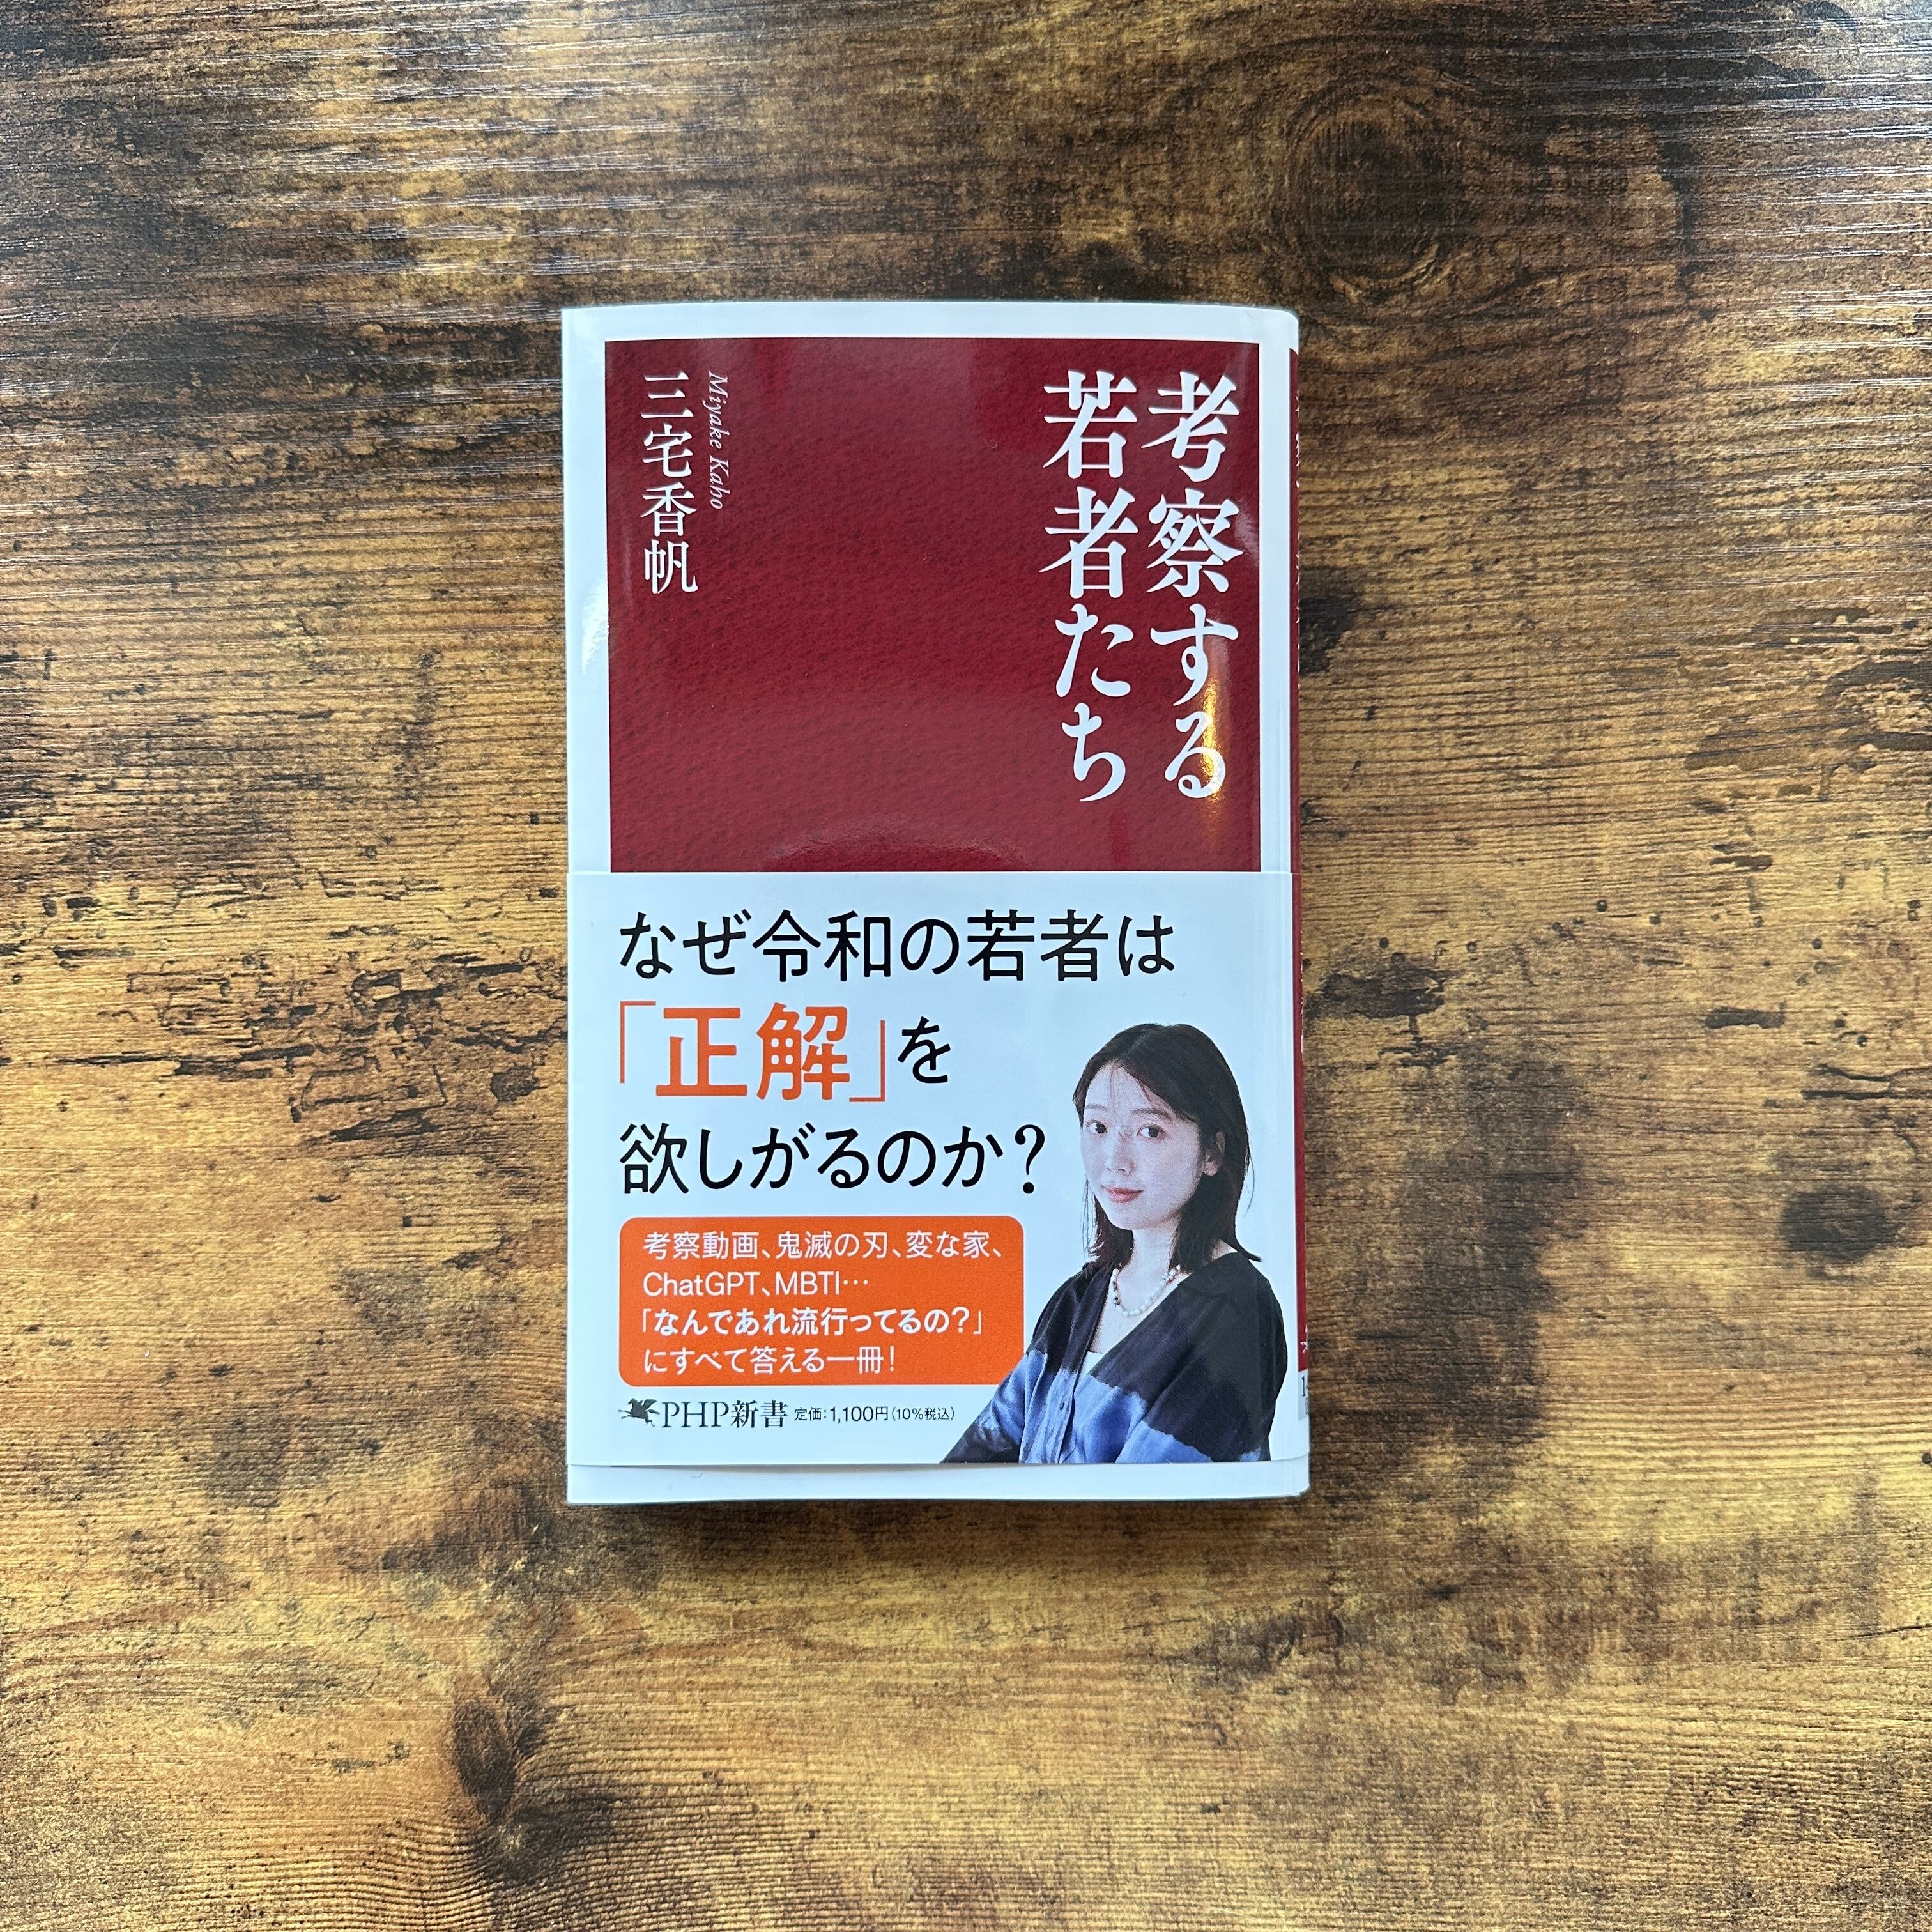 考察する
若者たち
Miyake Kaho
三宅香帆
なぜ令和の若者は
「正解」を
欲しがるのか?
考察動画、鬼滅の刃、変な家、
ChatGPT、MBTI…
「なんであれ流行ってるの?」
にすべて答える一冊!
PHP新書 定価:1,100円(10%税込)